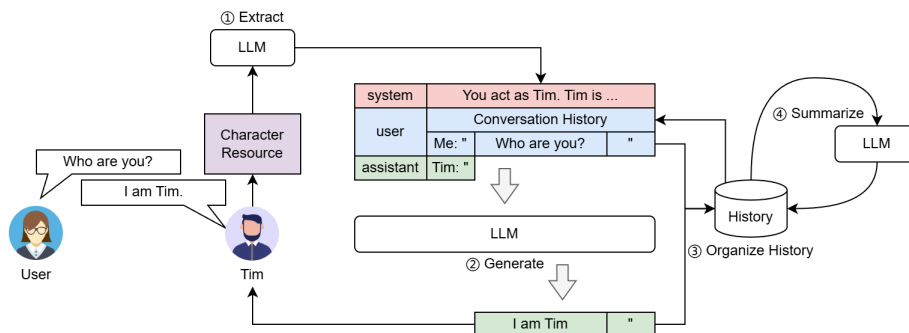 ① Extract
LLM
system You act as Tim. Tim is ...
user Conversation History
Me: " Who are you? "
assistant Tim: "
Character
Resource
Who are you?
I am Tim.
User
Tim
LLM
② Generate
I am Tim "
④ Summarize
LLM
History
③ Organize History